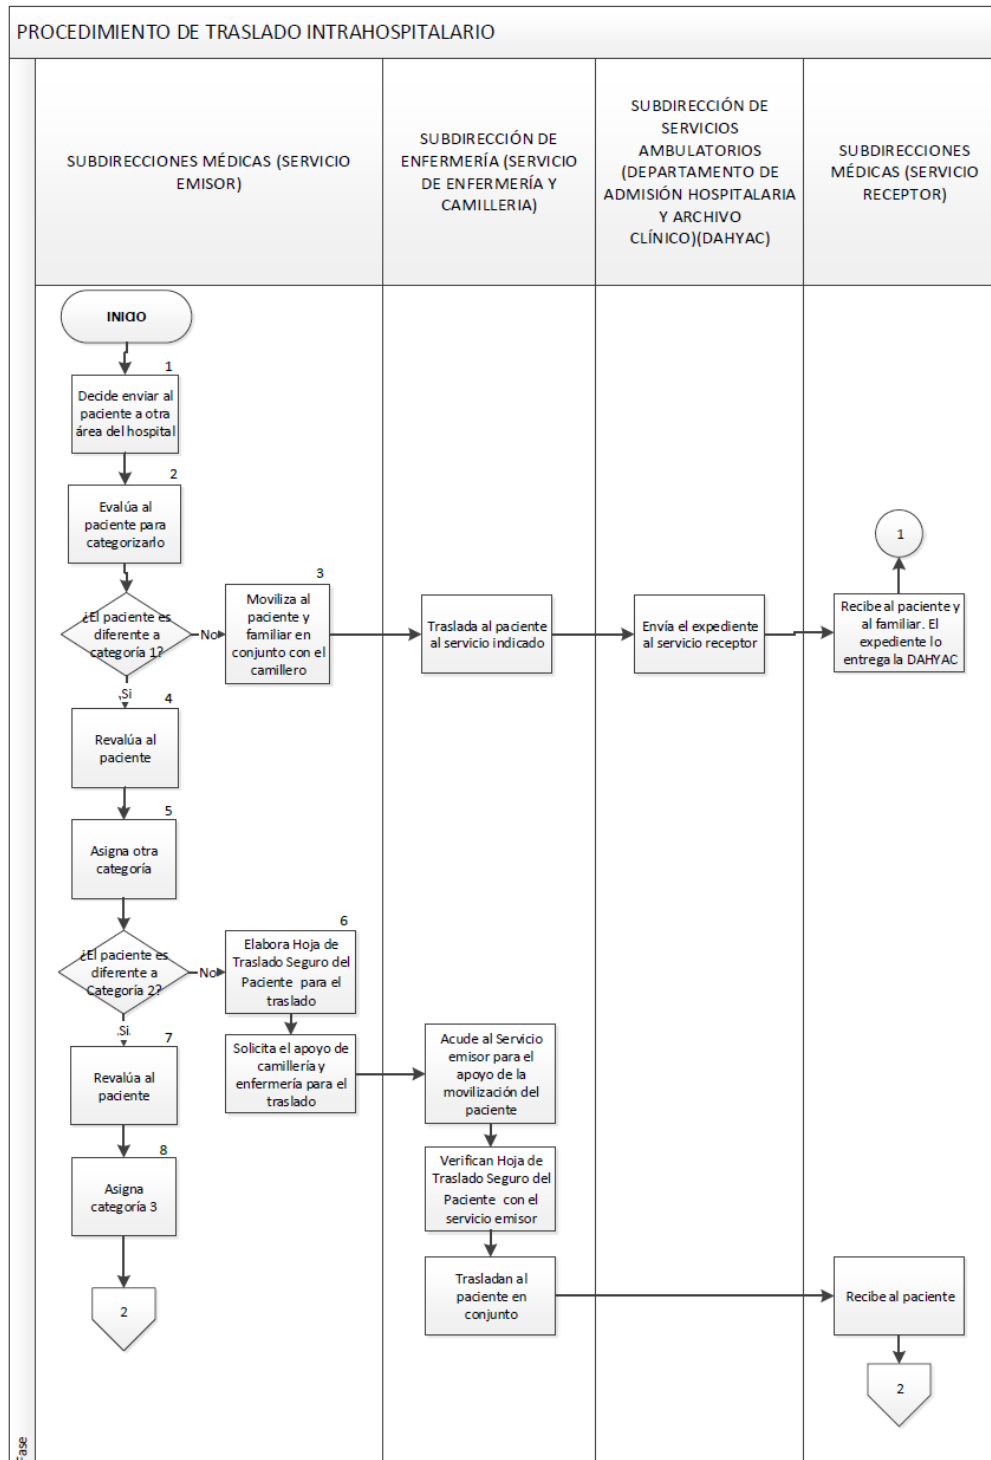 PROCEDIMIENTO DE TRASLADO INTRAHOSPITALARIO
SUBDIRECCIONES MÉDICAS (SERVICIO
EMISOR)
SUBDIRECCIÓN DE
ENFERMERÍA (SERVICIO
DE ENFERMERÍA Y
CAMILLERIA)
SUBDIRECCIÓN DE
SERVICIOS
AMBULATORIOS
(DEPARTAMENTO DE
ADMISIÓN HOSPITALARIA
Y ARCHIVO
CLÍNICO)(DAHYAC)
SUBDIRECCIONES
MÉDICAS (SERVICIO
RECEPTOR)
INICIO
1
Decide enviar al
paciente a otra
área del hospital
2
Evalúa al
paciente para
categorizarlo
¿El paciente es
diferente a
categoría 1?
No
3
Moviliza al
paciente y
familiar en
conjunto con el
camillero
Traslada al paciente
al servicio indicado
Envía el expediente
al servicio receptor
Recibe al paciente y
al familiar. El
expediente lo
entrega la DAHYAC
1
Si
4
Revalúa al
paciente
5
Asigna otra
categoría
¿El paciente es
diferente a
Categoría 2?
No
6
Elabora Hoja de
Traslado Seguro del
Paciente para el
traslado
Solicita el apoyo de
camillería y
enfermería para el
traslado
Acude al Servicio
emisor para el
apoyo de la
movilización del
paciente
Verifican Hoja de
Traslado Seguro del
Paciente con el
servicio emisor
Trasladan al
paciente en
conjunto
Recibe al paciente
2
Si
7
Revalúa al
paciente
8
Asigna
categoría 3
2
Fase